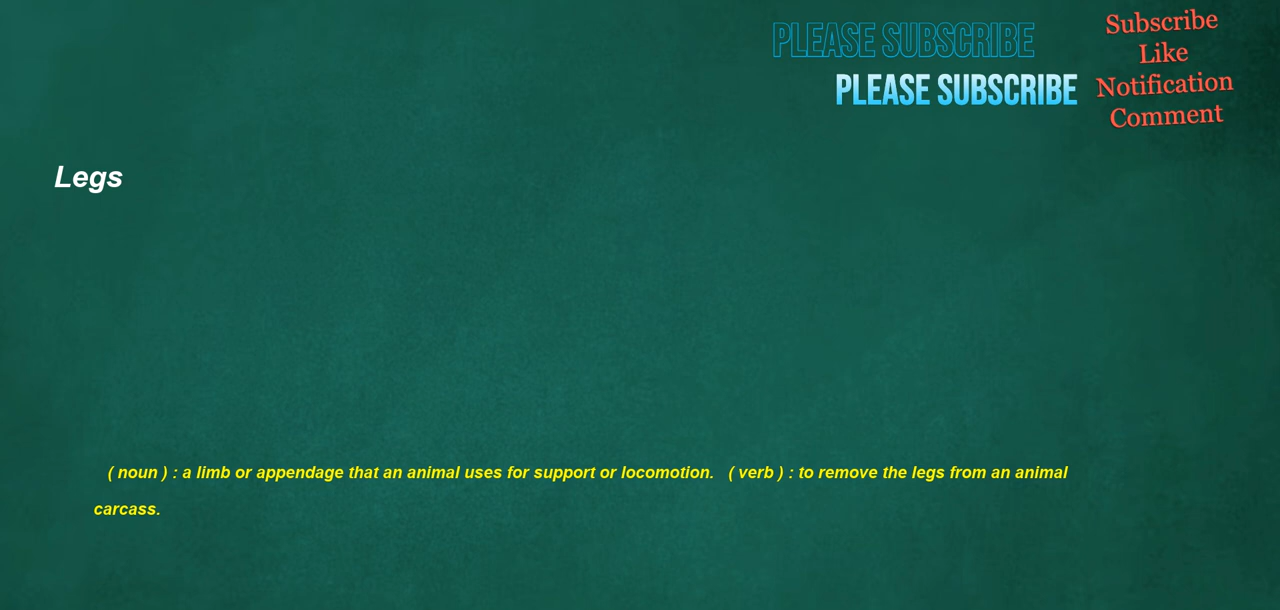 PLEASE SUBSCRIBE
PLEASE SUBSCRIBE
Subscribe
Like
Notification
Comment
Legs
( noun ) : a limb or appendage that an animal uses for support or locomotion. ( verb ) : to remove the legs from an animal
carcass.